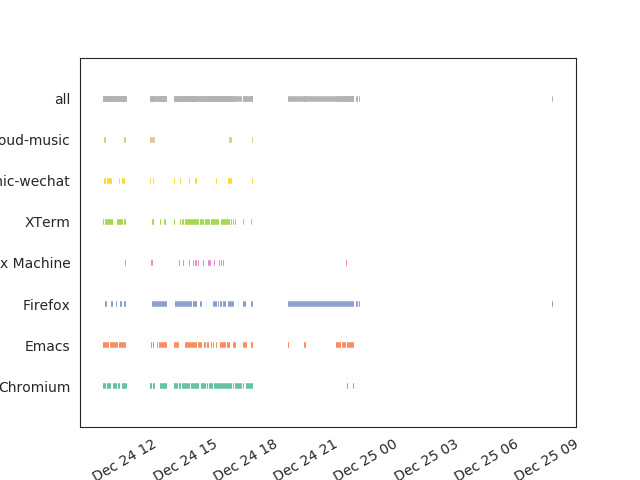 all
oud-music
ic-wechat
XTerm
x Machine
Firefox
Emacs
Chromium
Dec 24 12
Dec 24 15
Dec 24 18
Dec 24 21
Dec 25 00
Dec 25 03
Dec 25 06
Dec 25 09